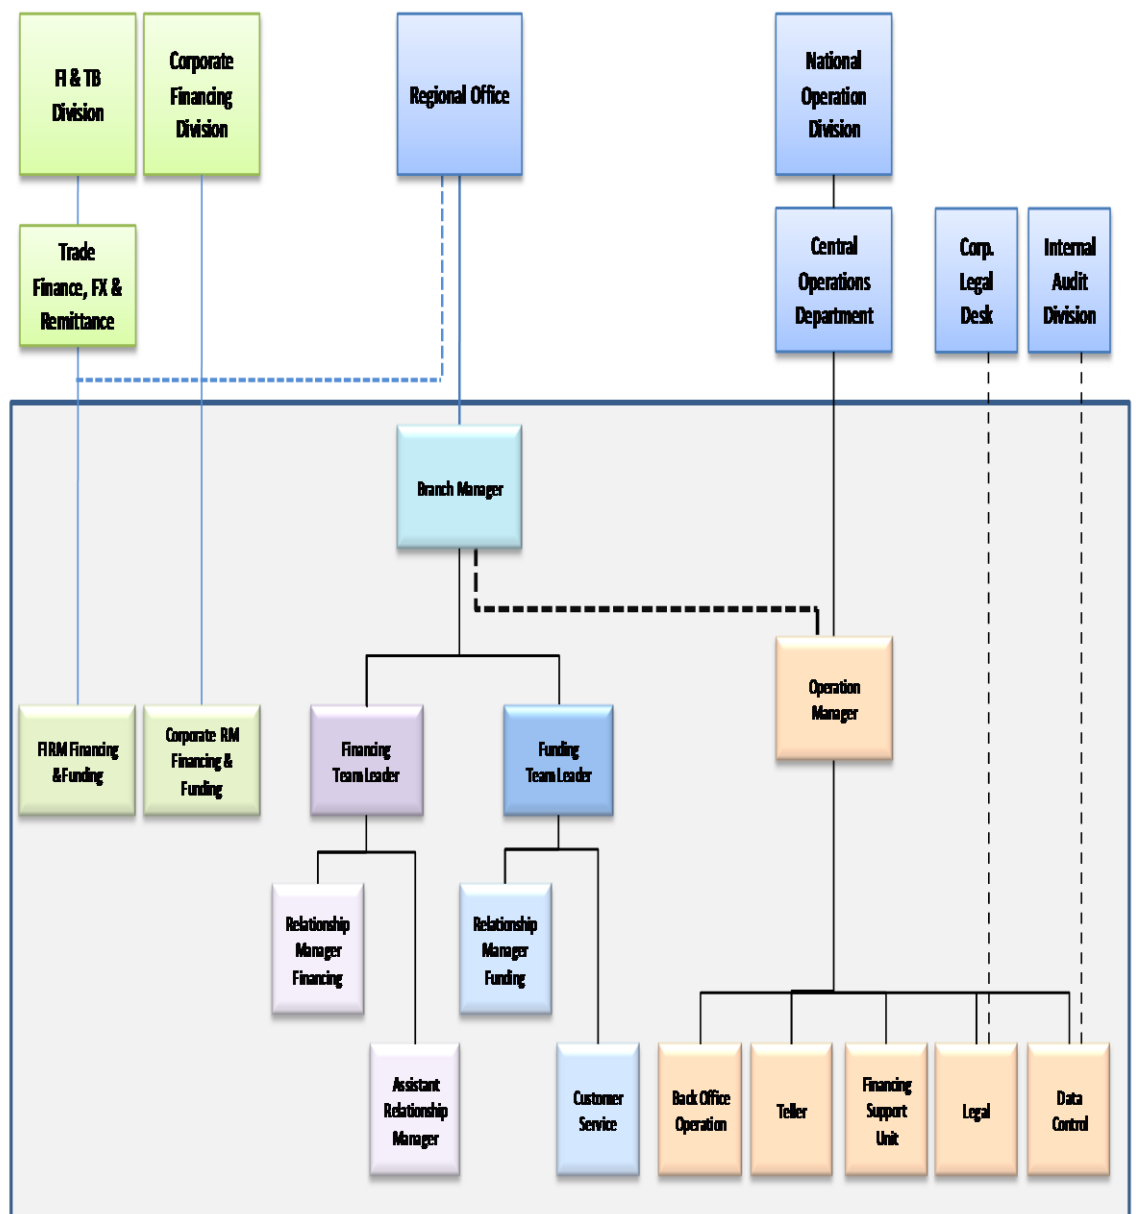 FI & TB
Division
Corporate
Financing
Division
Regional Office
National
Operation
Division
Trade
Finance, FX &
Remittance
Central
Operations
Department
Corp.
Legal
Desk
Internal
Audit
Division
Branch Manager
Operation
Manager
FI RM Financing
& Funding
Corporate RM
Financing &
Funding
Financing
Team Leader
Funding
Team Leader
Relationship
Manager
Financing
Relationship
Manager
Funding
Assistant
Relationship
Manager
Customer
Service
Back Office
Operation
Teller
Financing
Support
Unit
Legal
Data
Control